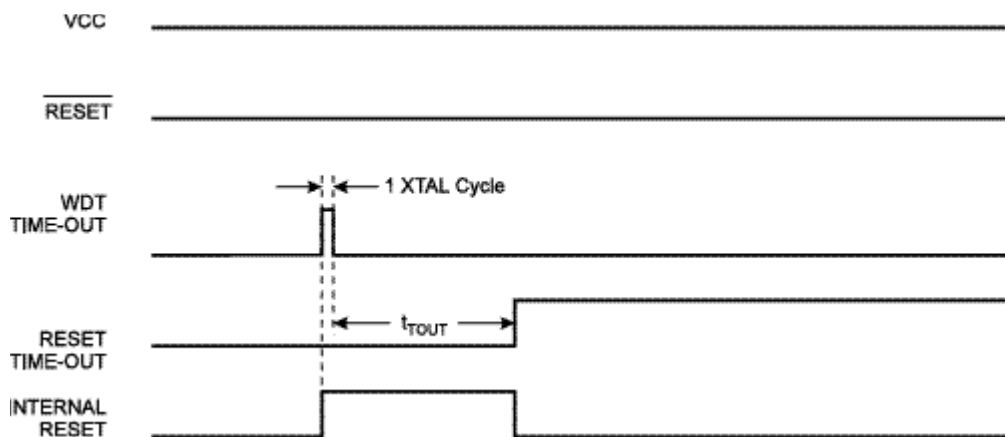 VCC
RESET
1 XTAL Cycle
WDT
TIME-OUT
tTOUT
RESET
TIME-OUT
INTERNAL
RESET